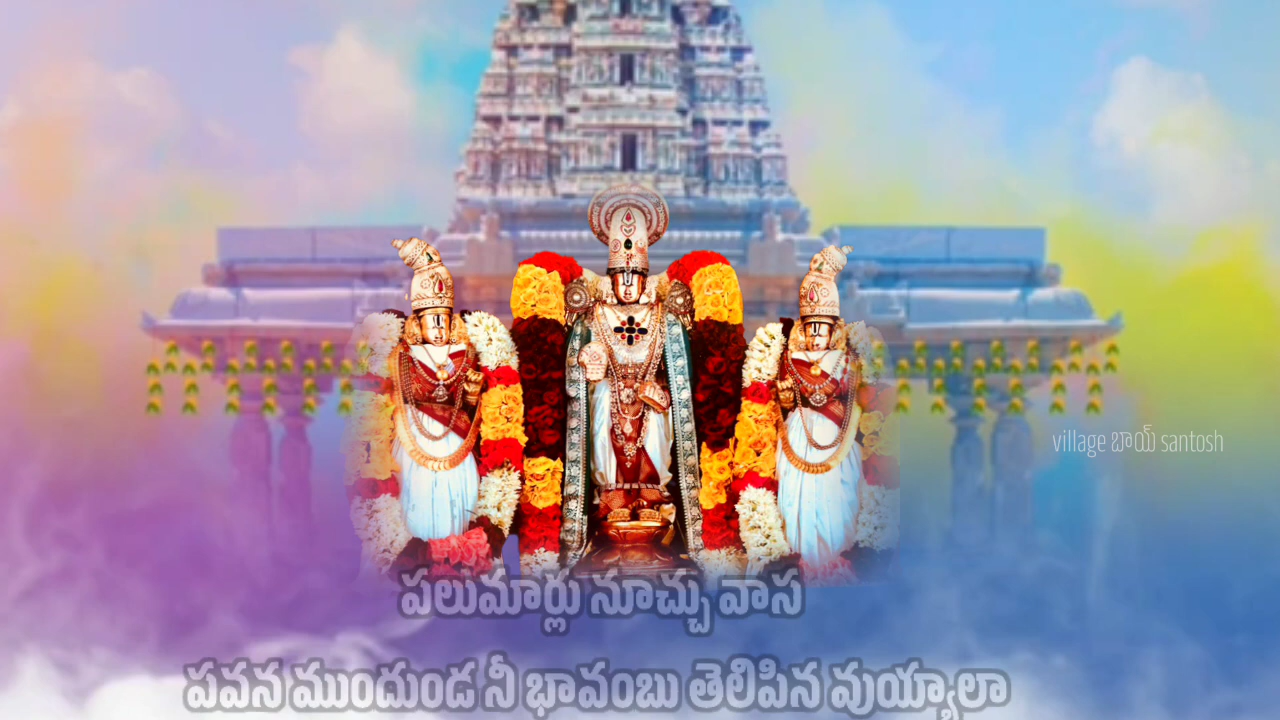 village బాయ్ santosh
పలుమార్లు నూచ్చు వాస
పవన ముందుండ నీ భావంబు తెలిపిన వుయ్యాలా